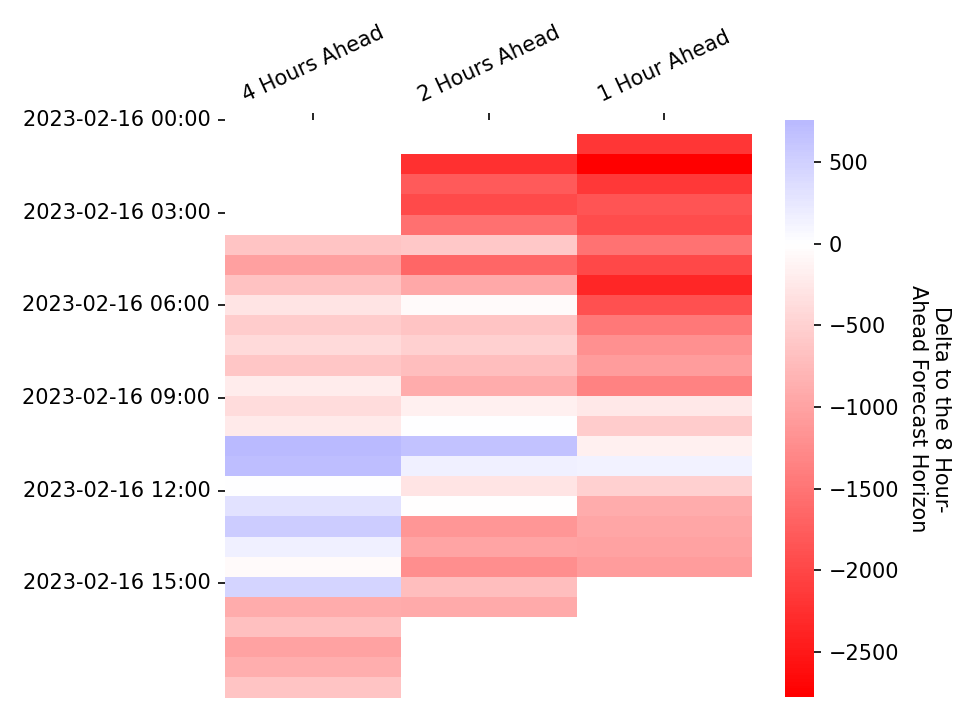 4 Hours Ahead
2 Hours Ahead
1 Hour Ahead
2023-02-16 00:00
2023-02-16 03:00
2023-02-16 06:00
2023-02-16 09:00
2023-02-16 12:00
2023-02-16 15:00
500
0
−500
−1000
−1500
−2000
−2500
Delta to the 8 Hour-
Ahead Forecast Horizon